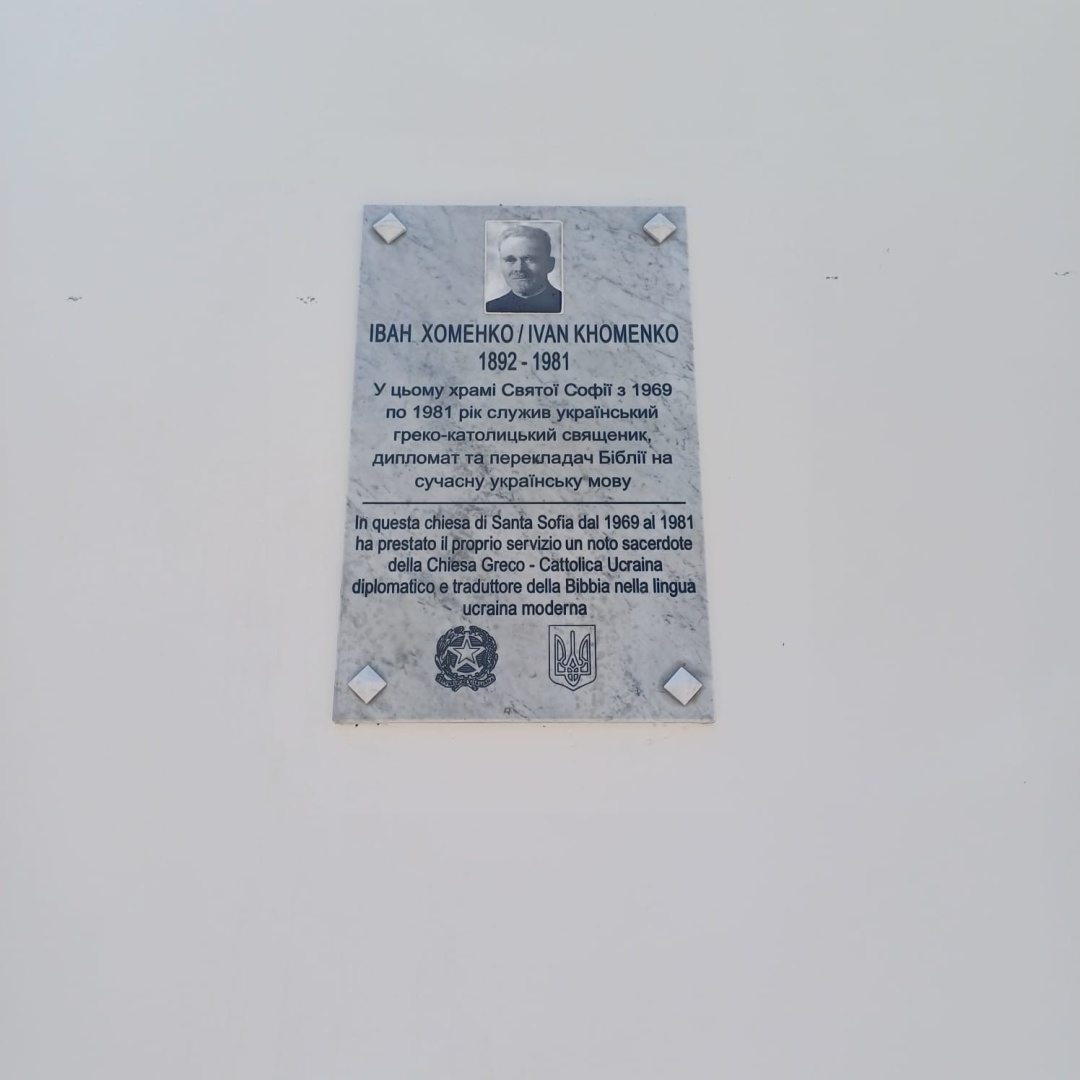 ІВАН ХОМЕНКО / IVAN KHOMENKO
1892 - 1981
У цьому храмі Святої Софії з 1969
по 1981 рік служив український
греко-католицький священик,
дипломат та перекладач Біблії на
сучасну українську мову
In questa chiesa di Santa Sofia dal 1969 al 1981
ha prestato il proprio servizio un noto sacerdote
della Chiesa Greco - Cattolica Ucraina
diplomatico e traduttore della Bibbia nella lingua
ucraina moderna